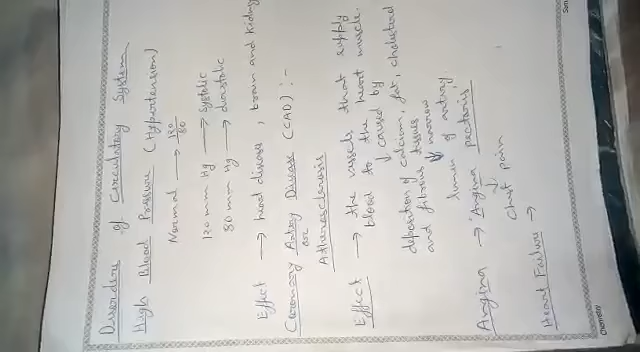 Disorders of Circulatory System
High Blood Pressure (Hypertension)
Normal → 120/80
120 mm Hg → Systolic
80 mm Hg → diastolic
Effect → heart disease, brain and kidney
Coronary Artery Disease (CAD) :-
or
Atherosclerosis
Effect → the vessels that supply
blood to the heart muscle.
↓ caused by
deposition of calcium, fat, cholesterol
and fibrous tissues
↓ narrow
lumen of artery
Angina → Angina pectoris
↓
Chest pain
Heart Failure →
Chemistry